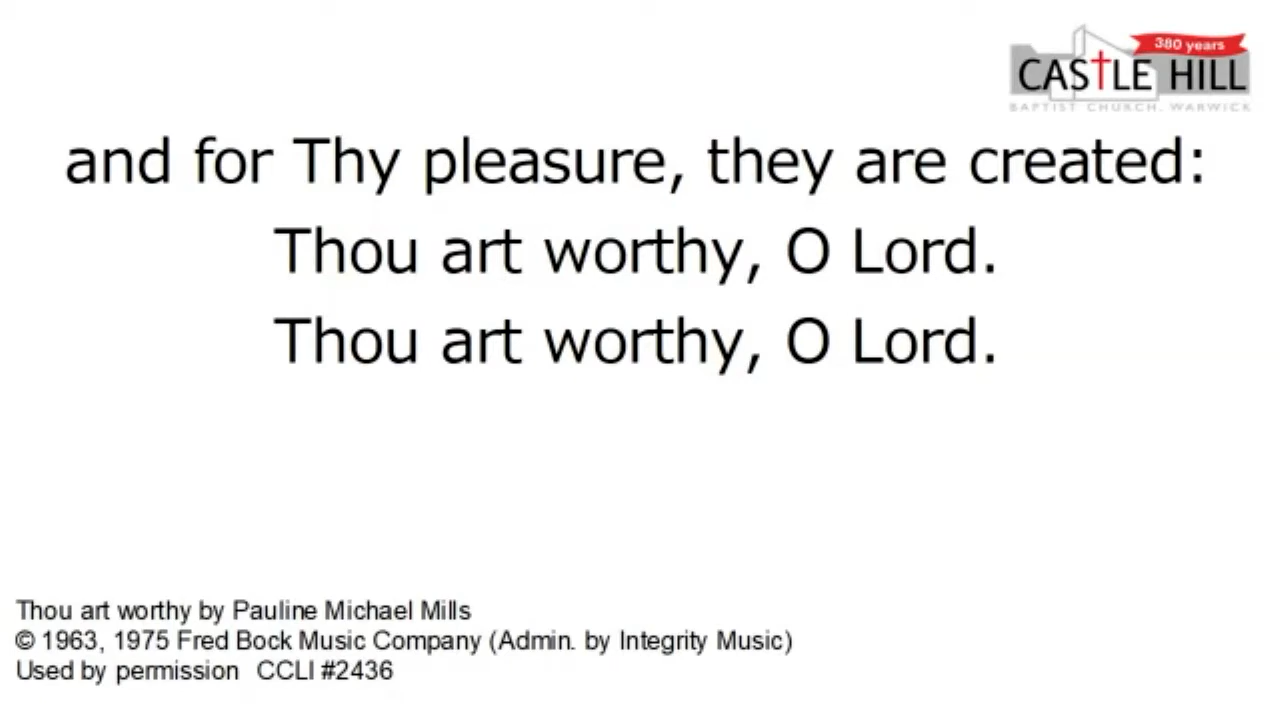 380 years
CASTLE HILL
BAPTIST CHURCH, WARWICK
and for Thy pleasure, they are created:
Thou art worthy, O Lord.
Thou art worthy, O Lord.
Thou art worthy by Pauline Michael Mills
© 1963, 1975 Fred Bock Music Company (Admin. by Integrity Music)
Used by permission CCLI #2436